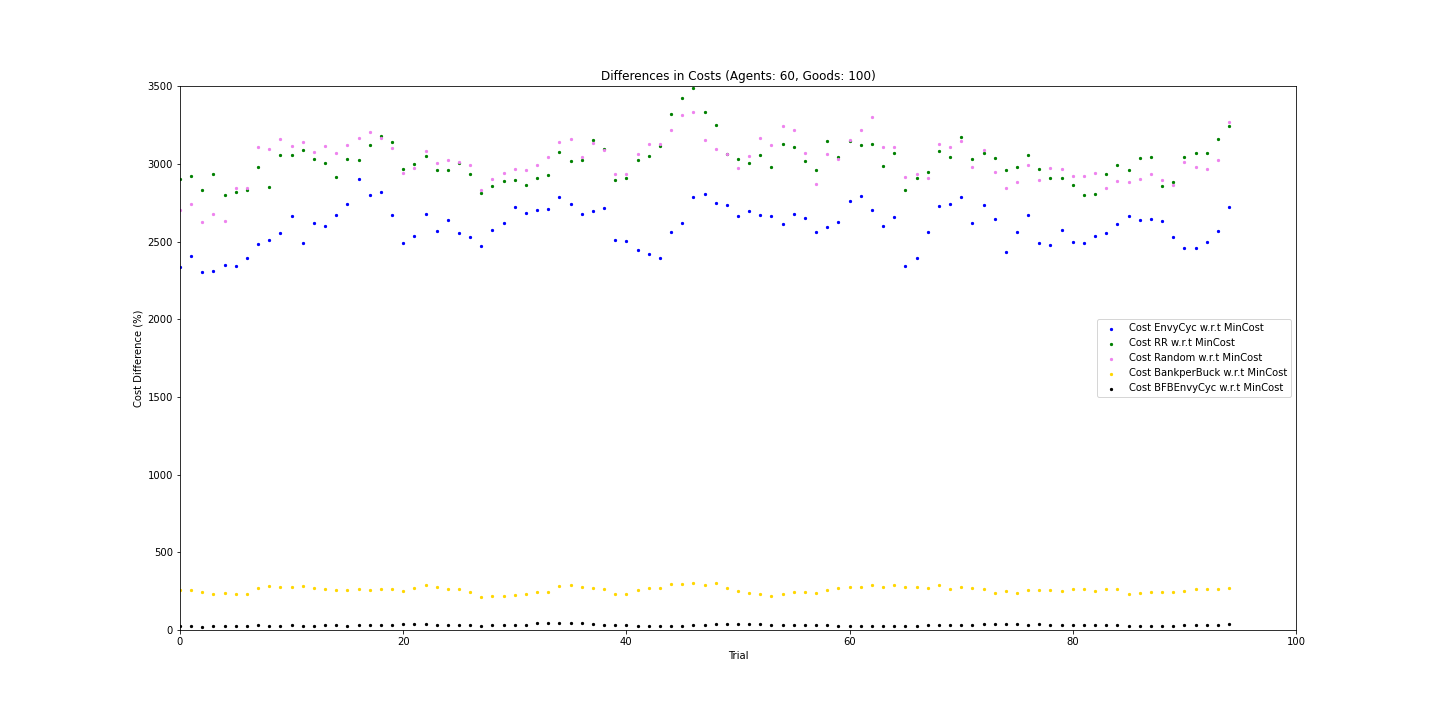 Differences in Costs (Agents: 60, Goods: 100)
3500
3000
2500
2000
1500
1000
500
0
Cost Difference (%)
Cost EnvyCyc w.r.t MinCost
Cost RR w.r.t MinCost
Cost Random w.r.t MinCost
Cost BankperBuck w.r.t MinCost
Cost BFBEnvyCyc w.r.t MinCost
0 20 40 60 80 100
Trial